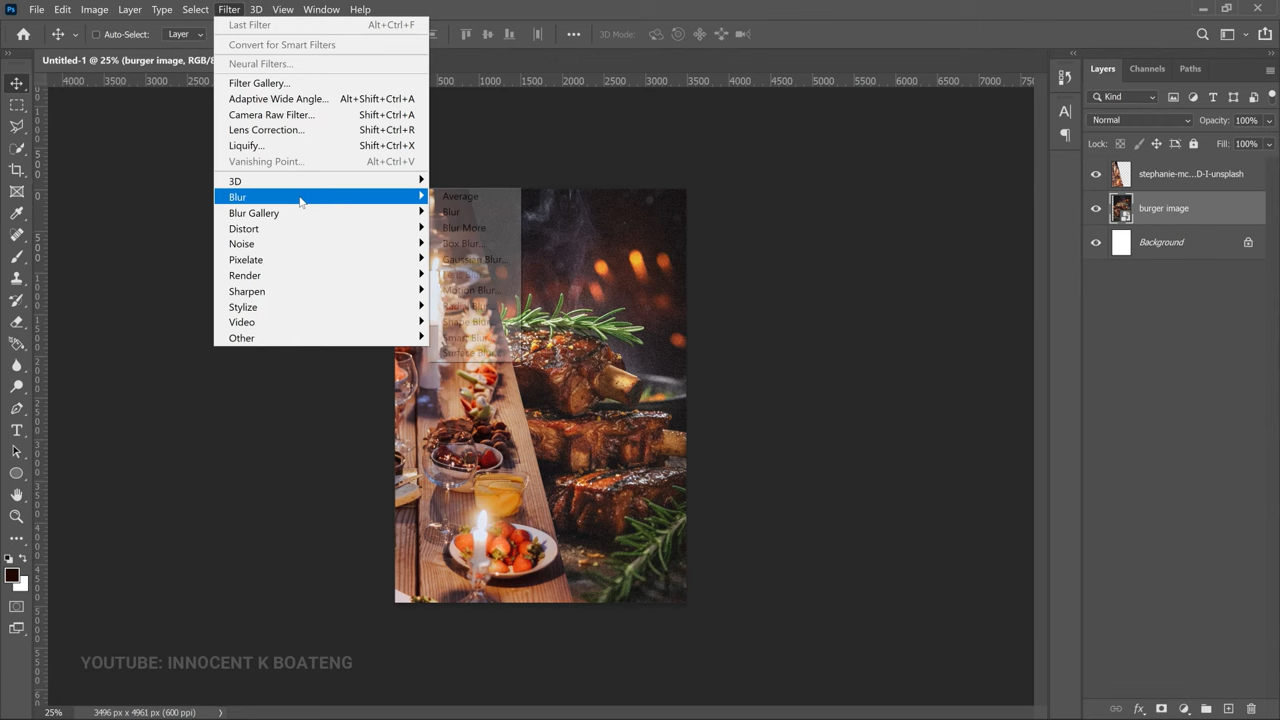 Ps File Edit Image Layer Type Select Filter 3D View Window Help
Auto-Select: Layer
3D Mode:
Untitled-1 @ 25% (burger image, RGB/8
Last Filter Alt+Ctrl+F
Convert for Smart Filters
Neural Filters...
Filter Gallery...
Adaptive Wide Angle... Alt+Shift+Ctrl+A
Camera Raw Filter... Shift+Ctrl+A
Lens Correction... Shift+Ctrl+R
Liquify... Shift+Ctrl+X
Vanishing Point... Alt+Ctrl+V
3D
Blur
Blur Gallery
Distort
Noise
Pixelate
Render
Sharpen
Stylize
Video
Other
Average
Blur
Blur More
Box Blur...
Gaussian Blur...
Motion Blur...
Radial Blur...
Shape Blur...
Smart Blur...
Surface Blur...
Layers Channels Paths
Kind
Normal Opacity: 100%
Lock: Fill: 100%
stephanie-mc...D-I-unsplash
burger image
Background
YOUTUBE: INNOCENT K BOATENG
25% 3496 px x 4961 px (600 ppi)